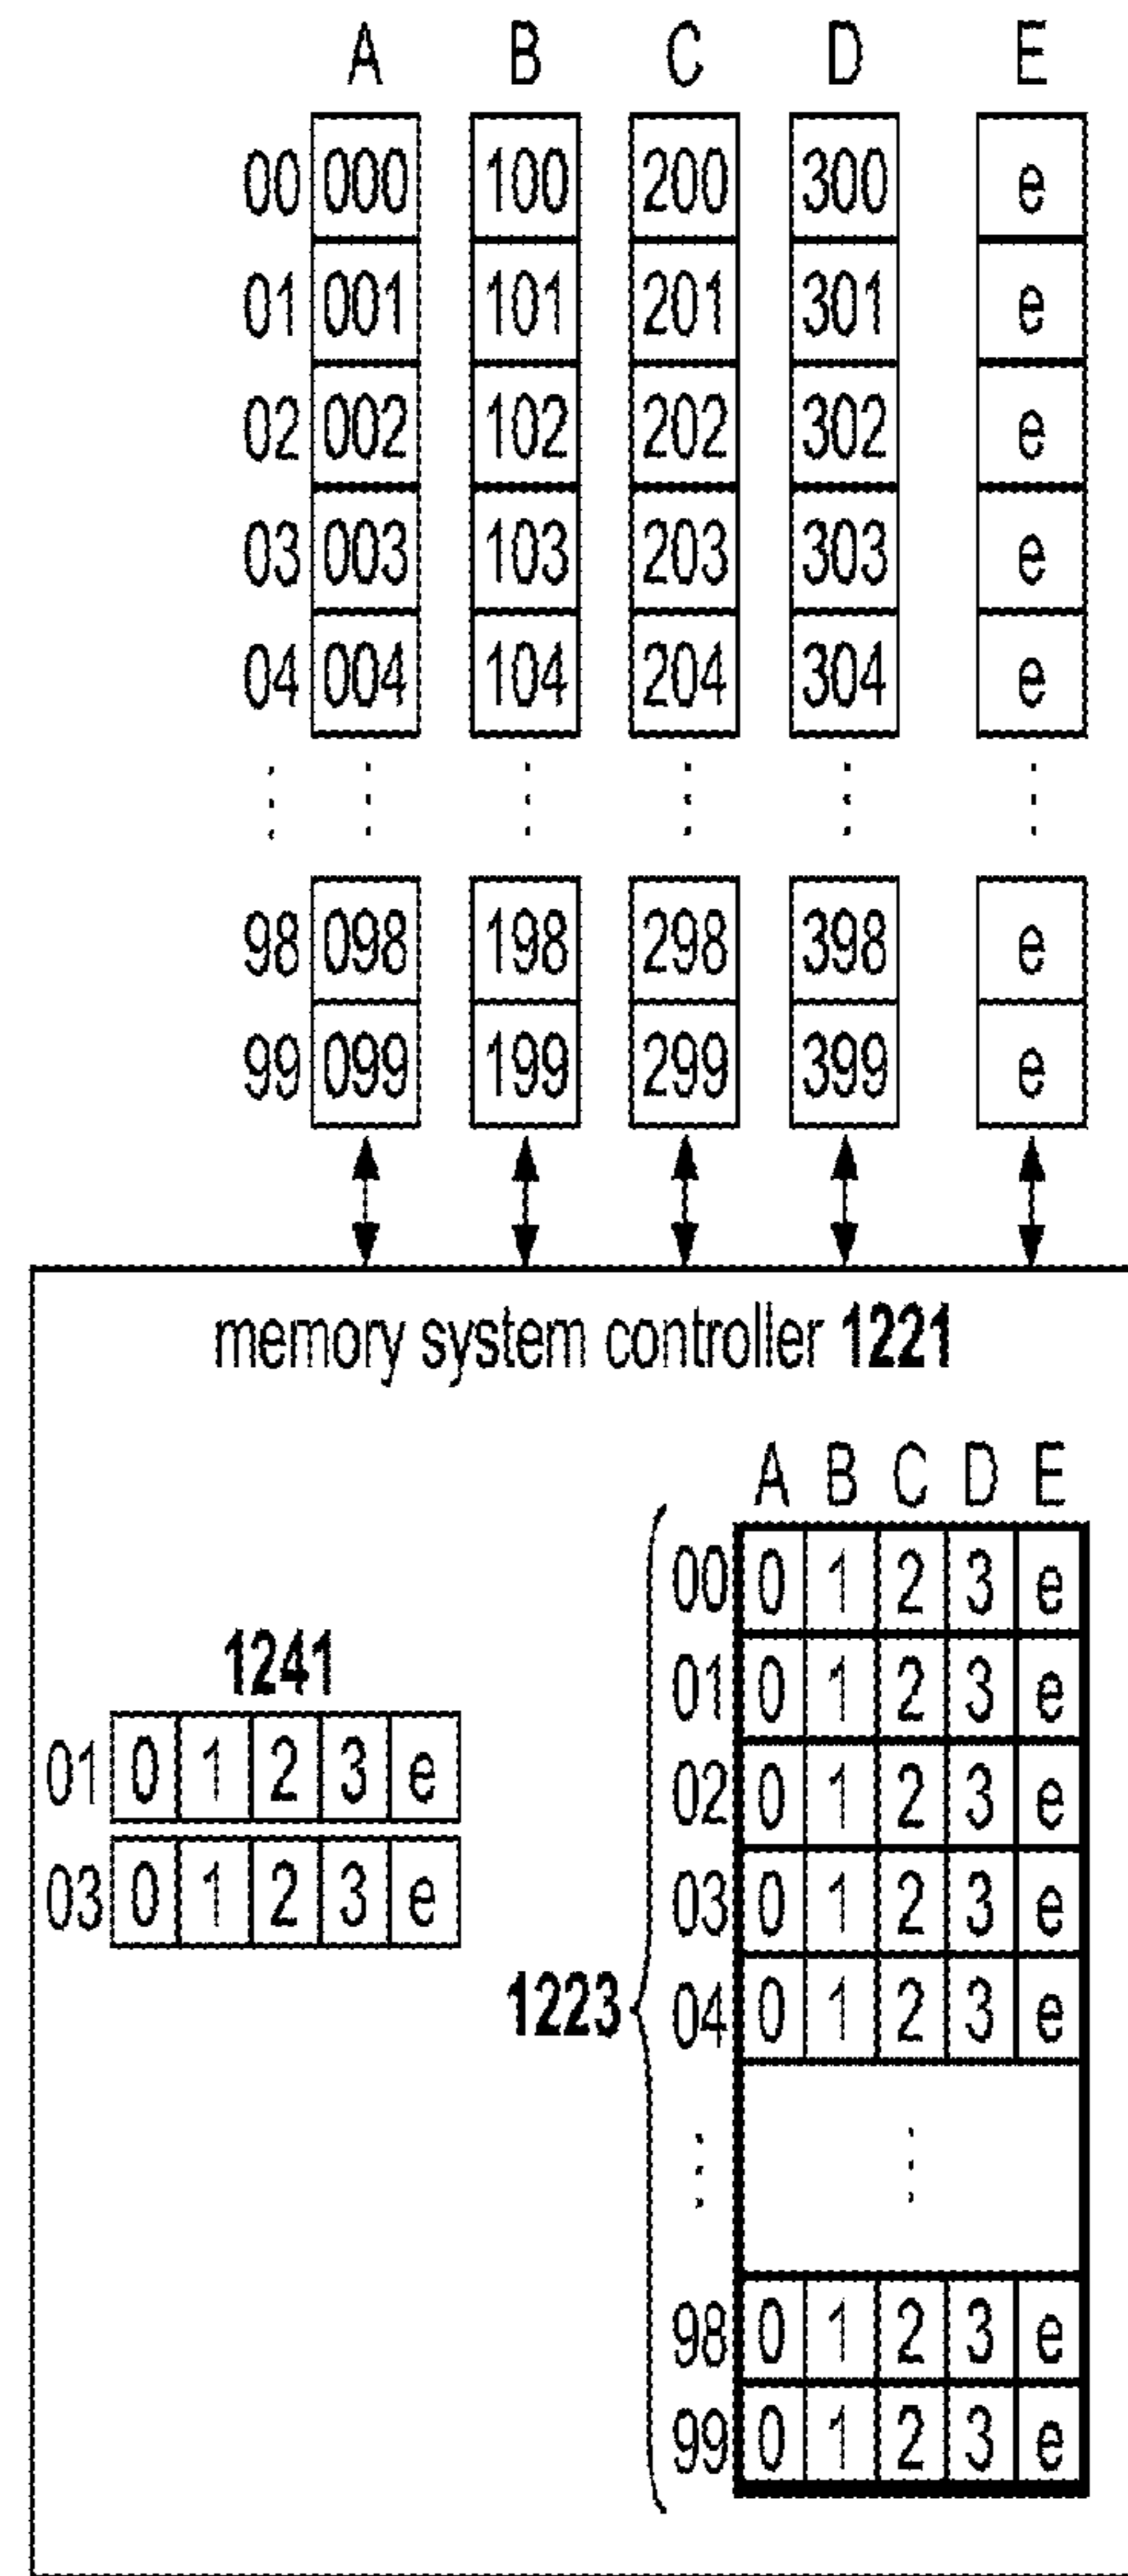 A B C D E
00 000 100 200 300 e
01 001 101 201 301 e
02 002 102 202 302 e
03 003 103 203 303 e
04 004 104 204 304 e
98 098 198 298 398 e
99 099 199 299 399 e
memory system controller 1221
A B C D E
00 0 1 2 3 e
1241
01 0 1 2 3 e
01 0 1 2 3 e
02 0 1 2 3 e
03 0 1 2 3 e
03 0 1 2 3 e
1223
04 0 1 2 3 e
98 0 1 2 3 e
99 0 1 2 3 e